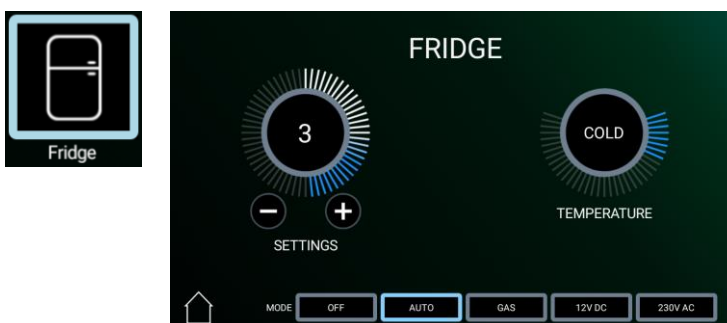 Fridge
FRIDGE
3
COLD
SETTINGS
TEMPERATURE
MODE OFF AUTO GAS 12V DC 230V AC